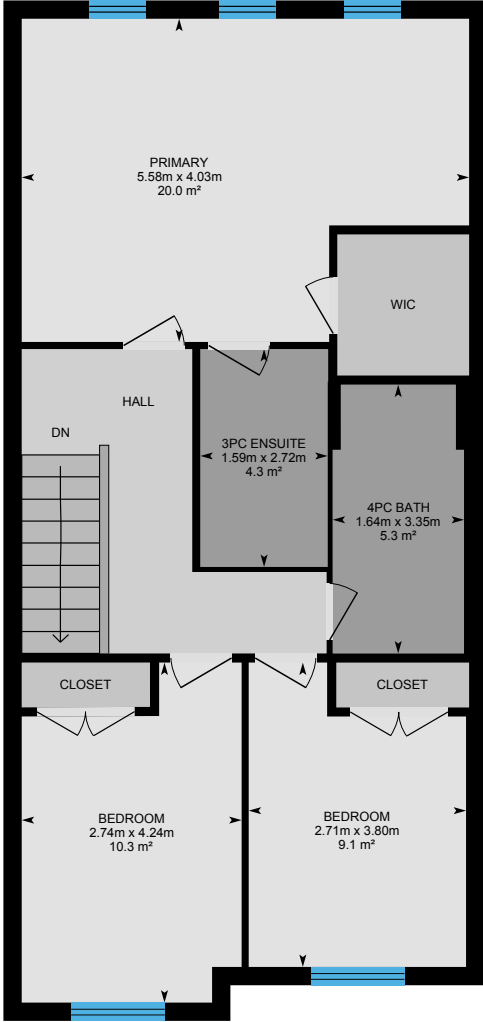 PRIMARY
5.58m x 4.03m
20.0 m²
WIC
HALL
DN
3PC ENSUITE
1.59m x 2.72m
4.3 m²
4PC BATH
1.64m x 3.35m
5.3 m²
CLOSET
CLOSET
BEDROOM
2.74m x 4.24m
10.3 m²
BEDROOM
2.71m x 3.80m
9.1 m²